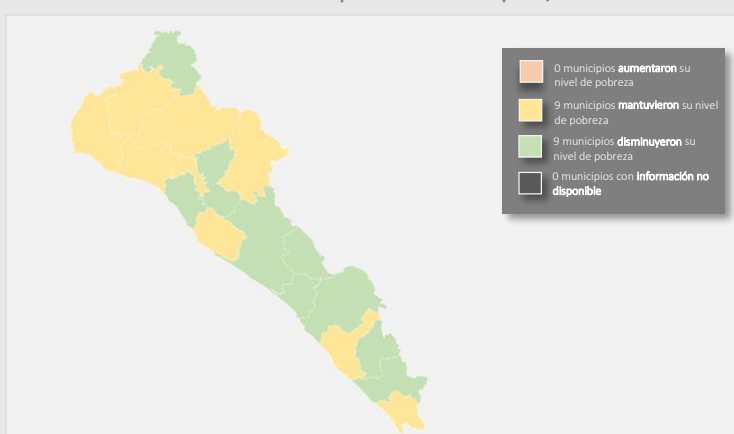 0 municipios aumentaron su
nivel de pobreza
9 municipios mantuvieron su nivel
de pobreza
9 municipios disminuyeron su
nivel de pobreza
0 municipios con información no
disponible